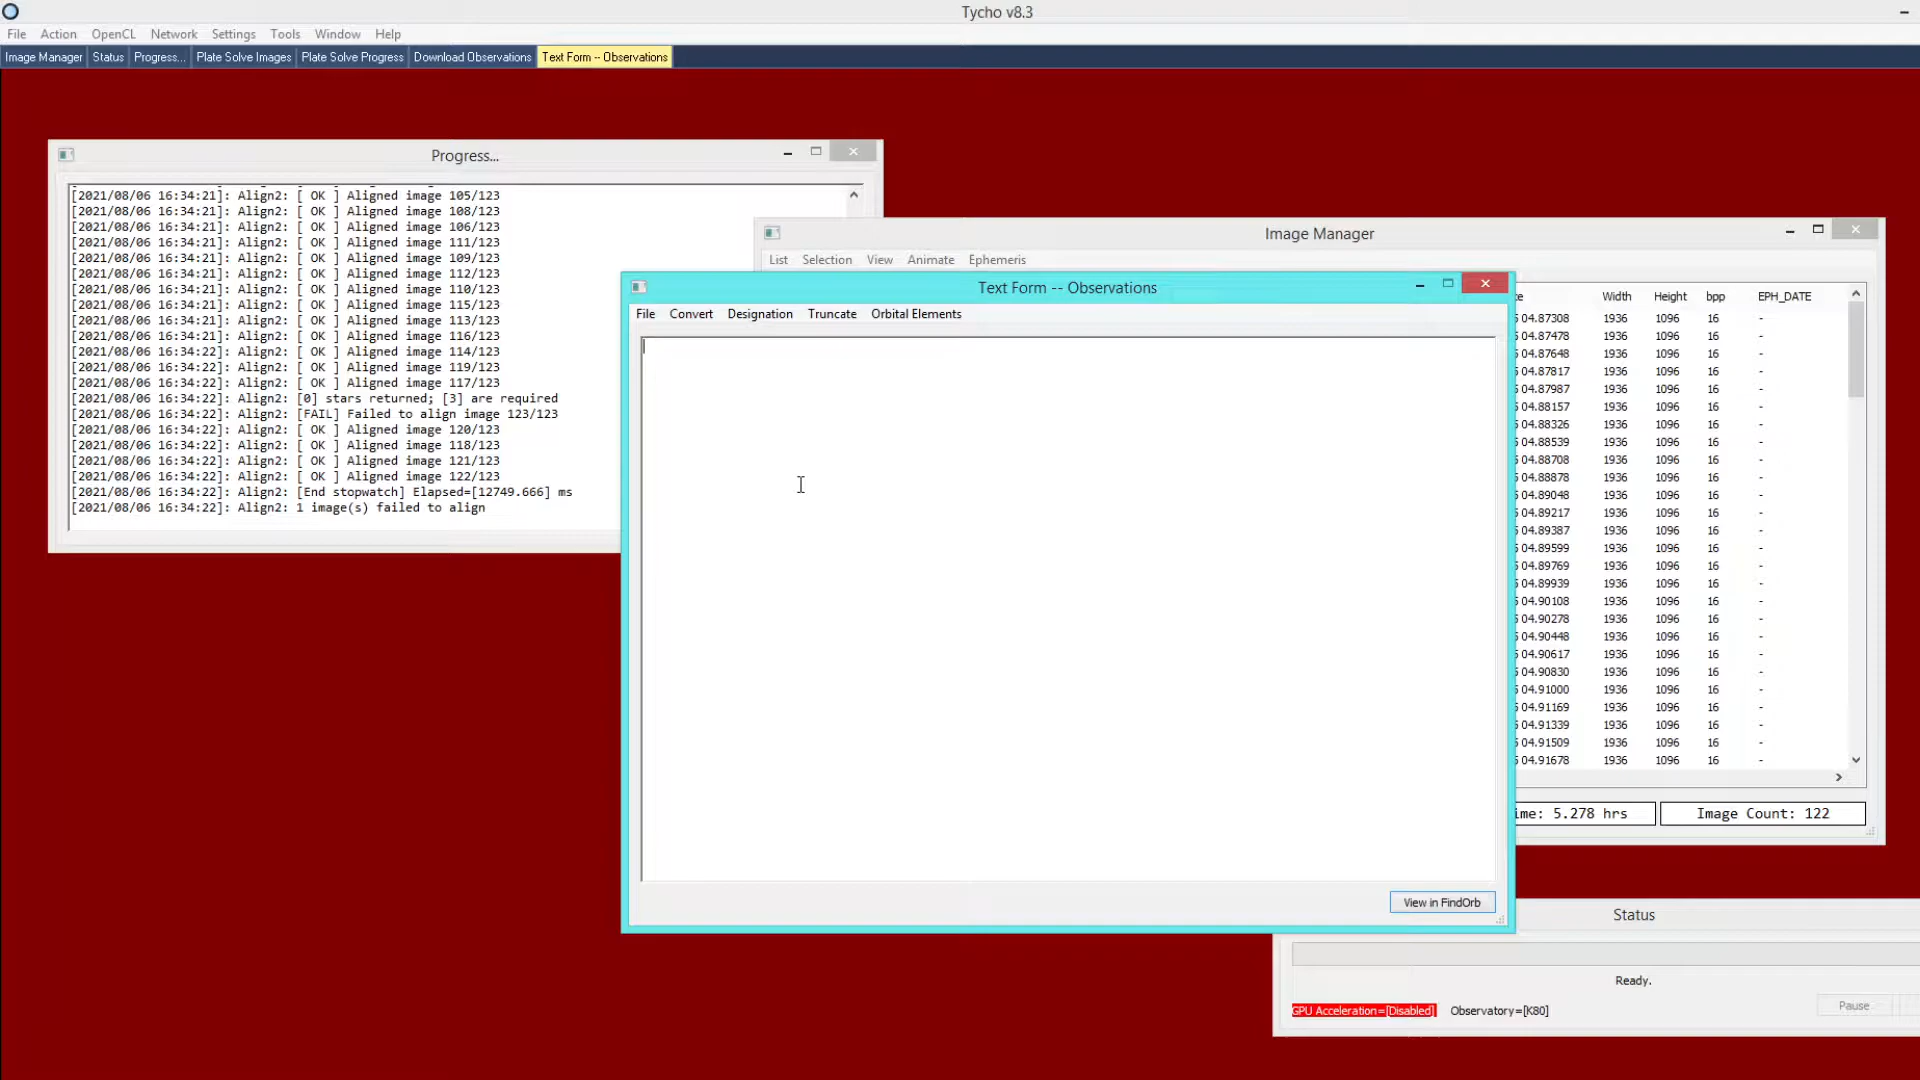 Tycho v8.3
File Action OpenCL Network Settings Tools Window Help
Image Manager Status Progress... Plate Solve Images Plate Solve Progress Download Observations Text Form -- Observations
Progress...
[2021/08/06 16:34:21]: Align2: [ OK ] Aligned image 105/123
[2021/08/06 16:34:21]: Align2: [ OK ] Aligned image 108/123
[2021/08/06 16:34:21]: Align2: [ OK ] Aligned image 106/123
[2021/08/06 16:34:21]: Align2: [ OK ] Aligned image 111/123
[2021/08/06 16:34:21]: Align2: [ OK ] Aligned image 109/123
[2021/08/06 16:34:21]: Align2: [ OK ] Aligned image 112/123
[2021/08/06 16:34:21]: Align2: [ OK ] Aligned image 110/123
[2021/08/06 16:34:21]: Align2: [ OK ] Aligned image 115/123
[2021/08/06 16:34:21]: Align2: [ OK ] Aligned image 113/123
[2021/08/06 16:34:21]: Align2: [ OK ] Aligned image 116/123
[2021/08/06 16:34:22]: Align2: [ OK ] Aligned image 114/123
[2021/08/06 16:34:22]: Align2: [ OK ] Aligned image 119/123
[2021/08/06 16:34:22]: Align2: [ OK ] Aligned image 117/123
[2021/08/06 16:34:22]: Align2: [0] stars returned; [3] are required
[2021/08/06 16:34:22]: Align2: [FAIL] Failed to align image 123/123
[2021/08/06 16:34:22]: Align2: [ OK ] Aligned image 120/123
[2021/08/06 16:34:22]: Align2: [ OK ] Aligned image 118/123
[2021/08/06 16:34:22]: Align2: [ OK ] Aligned image 121/123
[2021/08/06 16:34:22]: Align2: [ OK ] Aligned image 122/123
[2021/08/06 16:34:22]: Align2: [End stopwatch] Elapsed=[12749.666] ms
[2021/08/06 16:34:22]: Align2: 1 image(s) failed to align
Image Manager
List Selection View Animate Ephemeris
Text Form -- Observations
File Convert Designation Truncate Orbital Elements
View in FindOrb
Width Height bpp EPH_DATE
04.87308 1936 1096 16 -
04.87478 1936 1096 16 -
04.87648 1936 1096 16 -
04.87817 1936 1096 16 -
04.87987 1936 1096 16 -
04.88157 1936 1096 16 -
04.88326 1936 1096 16 -
04.88539 1936 1096 16 -
04.88708 1936 1096 16 -
04.88878 1936 1096 16 -
04.89048 1936 1096 16 -
04.89217 1936 1096 16 -
04.89387 1936 1096 16 -
04.89599 1936 1096 16 -
04.89769 1936 1096 16 -
04.89939 1936 1096 16 -
04.90108 1936 1096 16 -
04.90278 1936 1096 16 -
04.90448 1936 1096 16 -
04.90617 1936 1096 16 -
04.90830 1936 1096 16 -
04.91000 1936 1096 16 -
04.91169 1936 1096 16 -
04.91339 1936 1096 16 -
04.91509 1936 1096 16 -
04.91678 1936 1096 16 -
ime: 5.278 hrs Image Count: 122
Status
Ready.
GPU Acceleration=[Disabled] Observatory=[K80] Pause